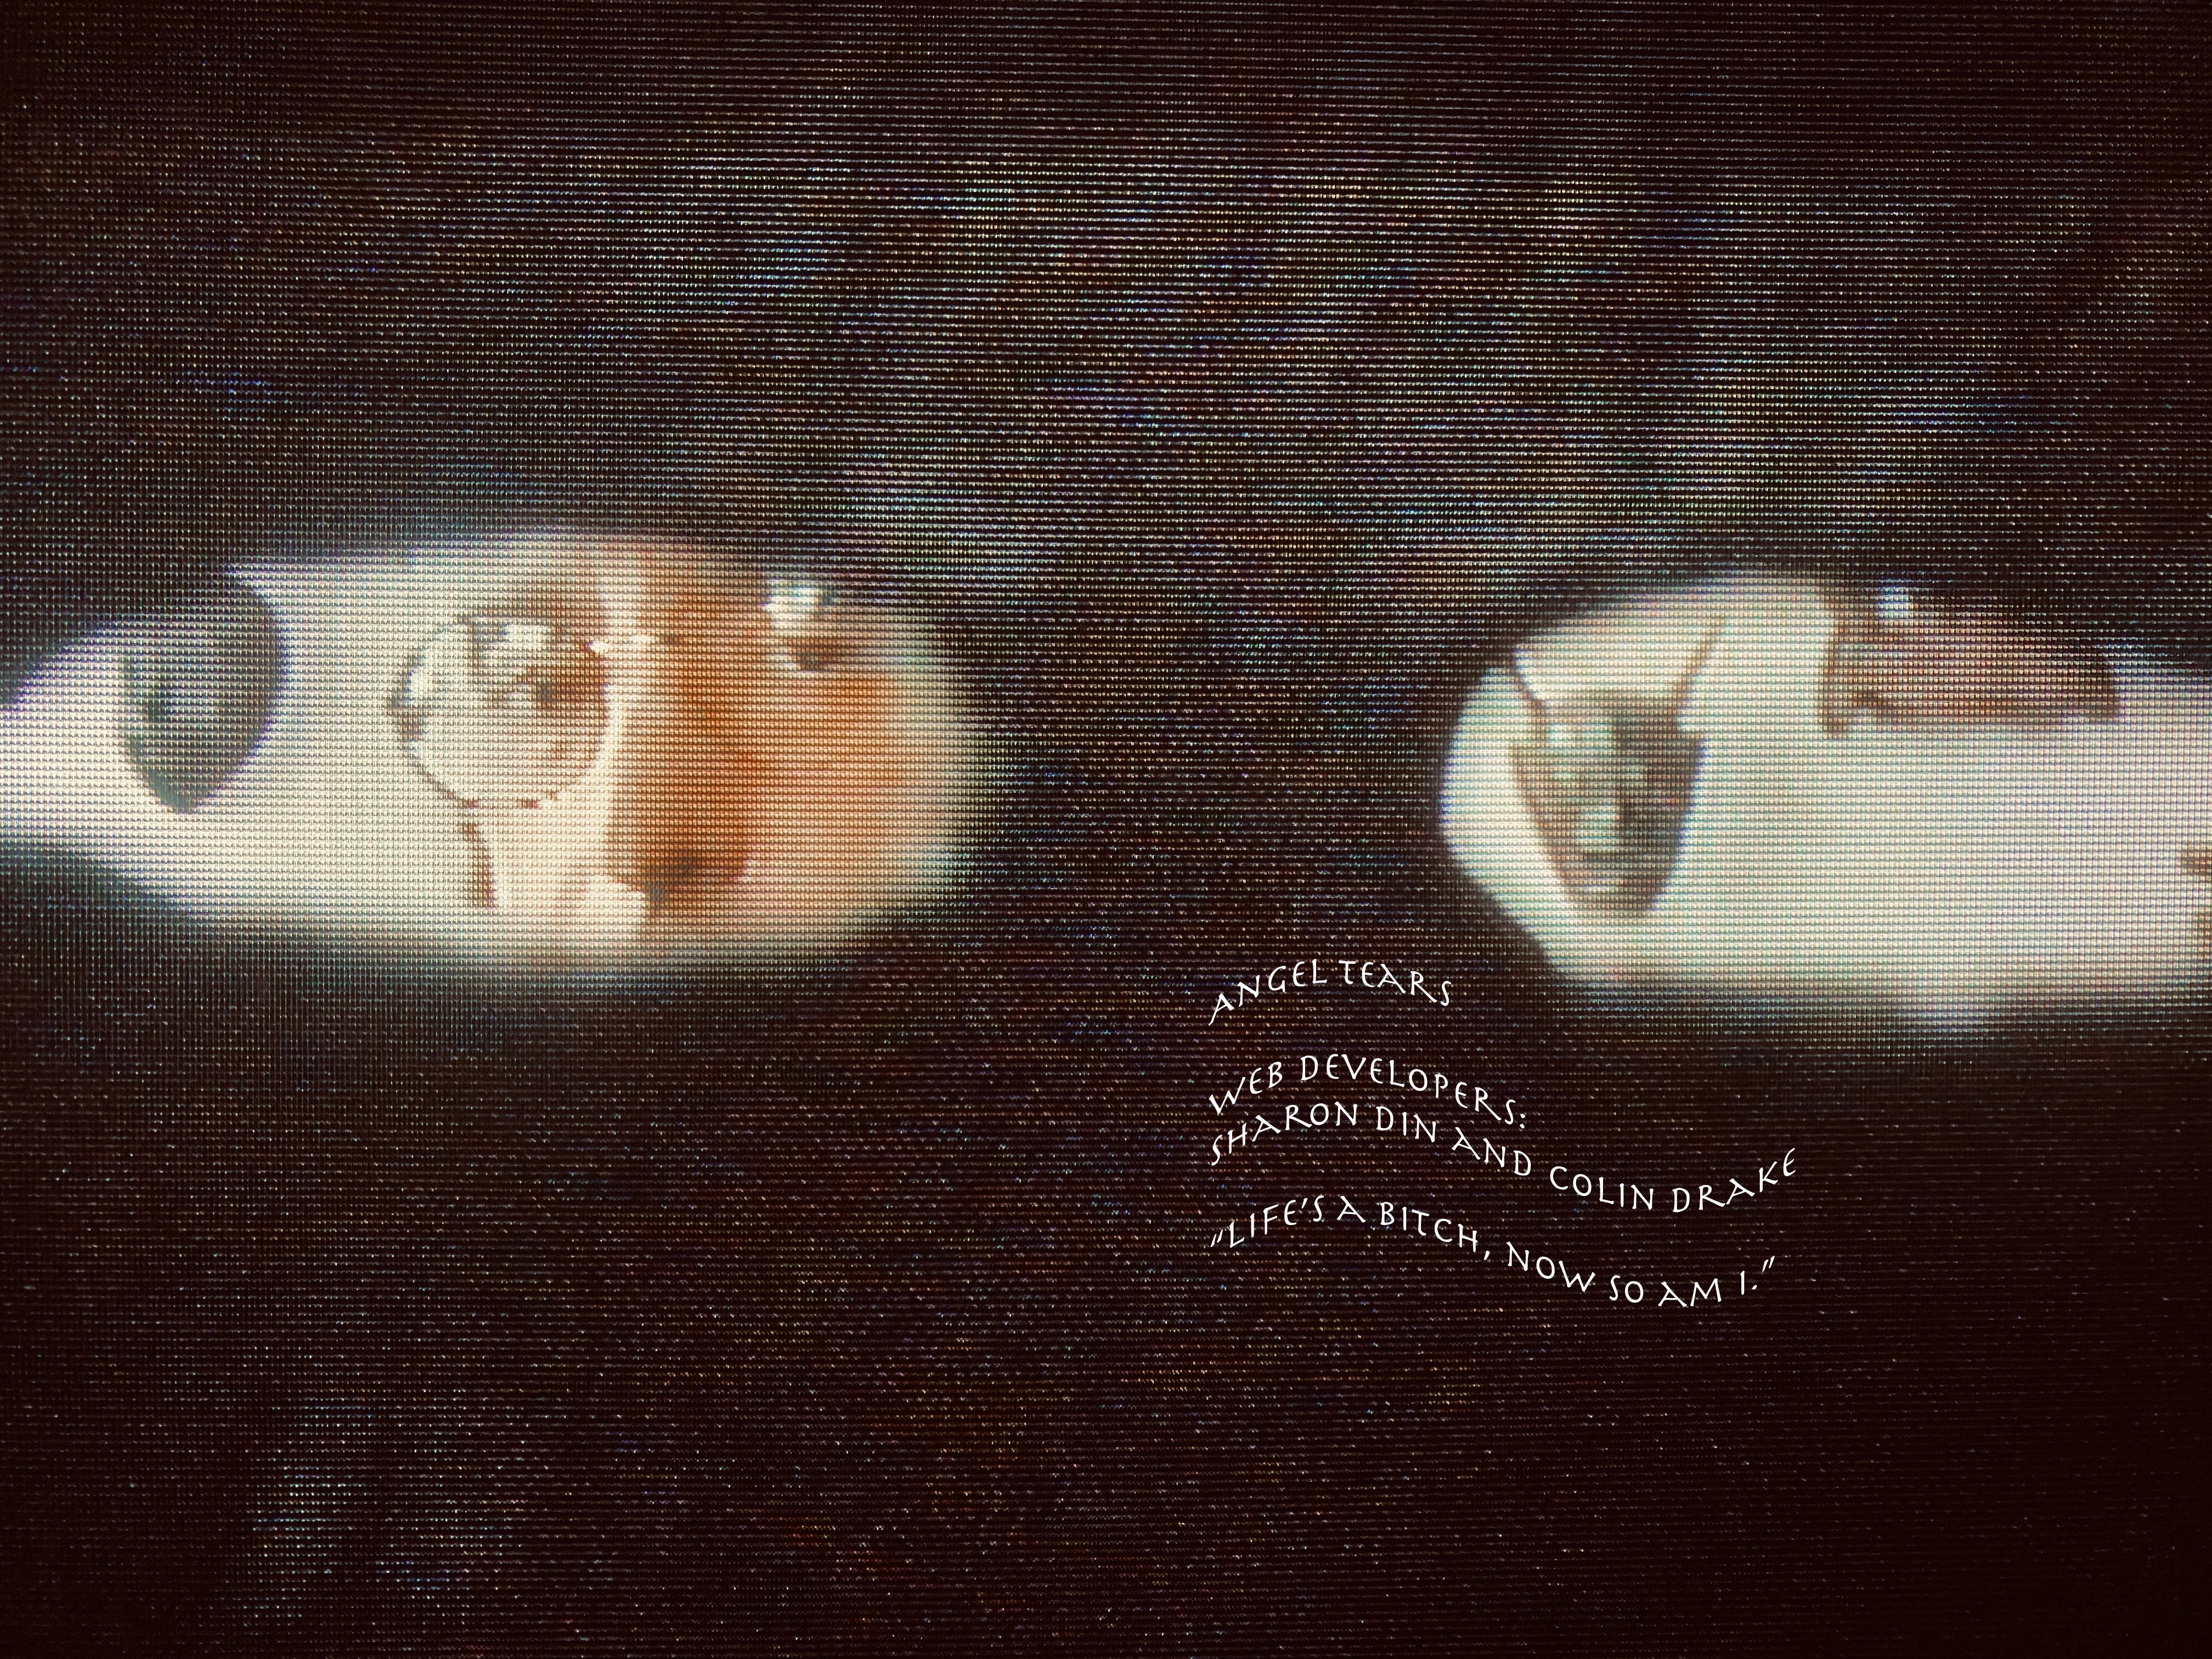 ANGEL TEARS
WEB DEVELOPERS:
SHARON DIN AND COLIN DRAKE
"LIFE'S A BITCH, NOW SO AM I."